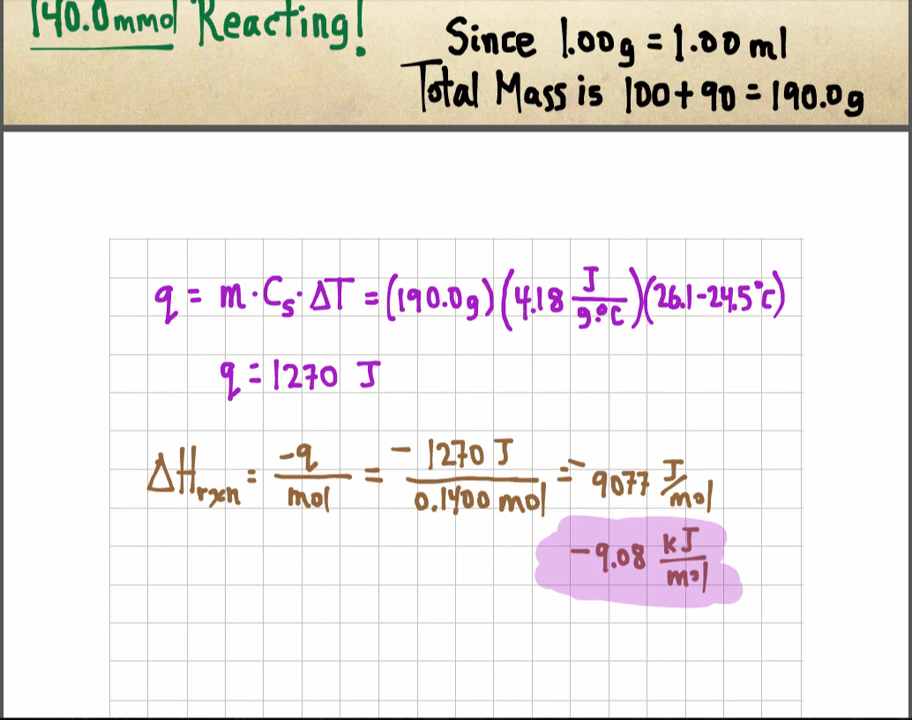 140.0mmol Reacting!
Since 1.00g = 1.00 ml
Total Mass is 100+90 = 190.0g
q = m·Cs·ΔT = (190.0g)(4.18 J/g·°C)(26.1-24.5°C)
q = 1270 J
ΔHrxn = -q/mol = -1270 J/0.1400 mol = -9077 J/mol
-9.08 kJ/mol